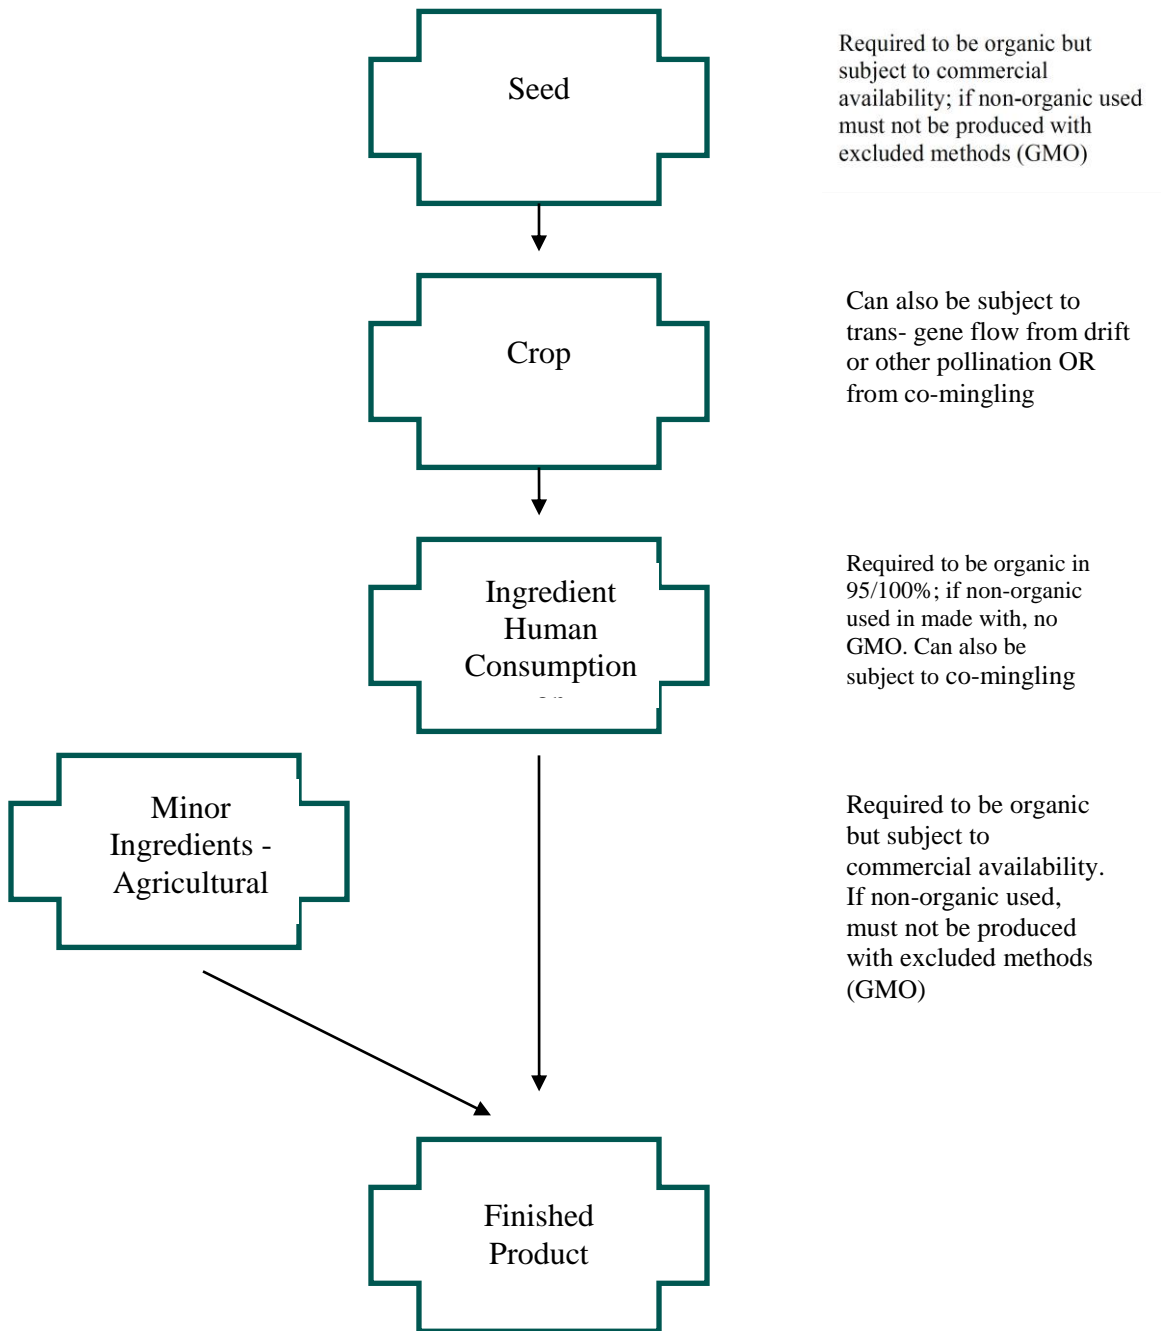 Seed
Required to be organic but
subject to commercial
availability; if non-organic used
must not be produced with
excluded methods (GMO)
Crop
Can also be subject to
trans- gene flow from drift
or other pollination OR
from co-mingling
Ingredient
Human
Consumption
Required to be organic in
95/100%; if non-organic
used in made with, no
GMO. Can also be
subject to co-mingling
Minor
Ingredients -
Agricultural
Required to be organic
but subject to
commercial availability.
If non-organic used,
must not be produced
with excluded methods
(GMO)
Finished
Product